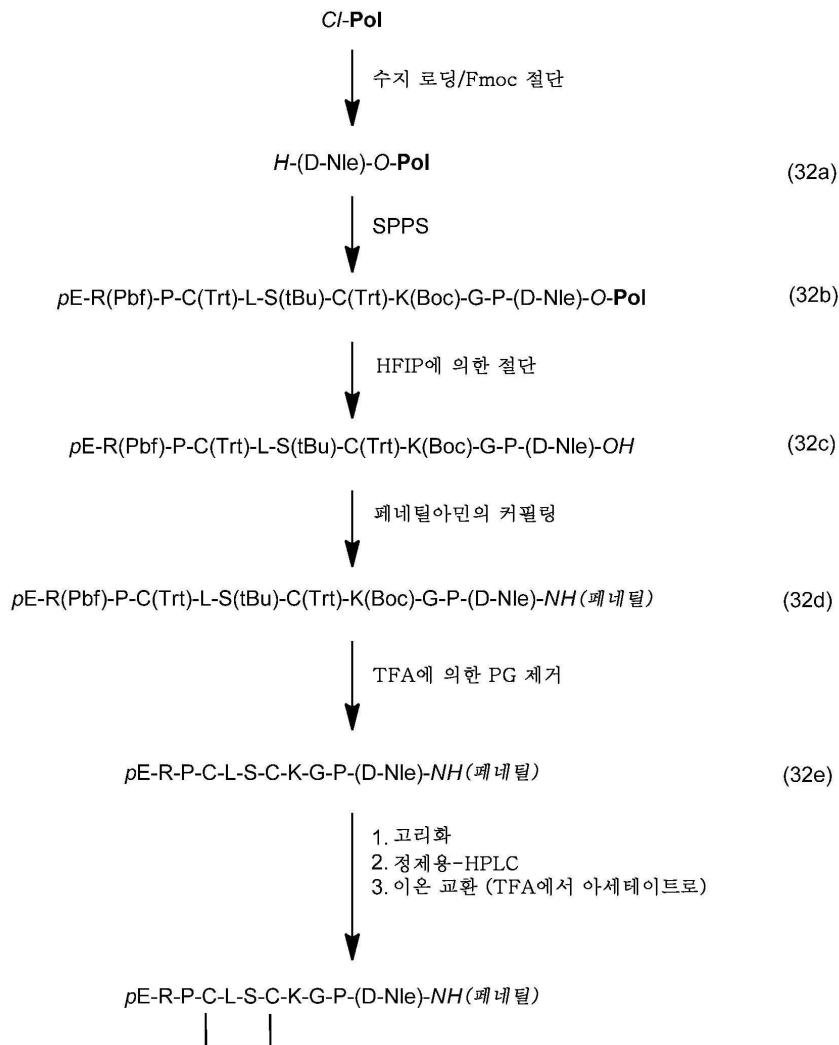 Cl-Pol
수지 로딩/Fmoc 절단
H-(D-Nle)-O-Pol (32a)
SPPS
pE-R(Pbf)-P-C(Trt)-L-S(tBu)-C(Trt)-K(Boc)-G-P-(D-Nle)-O-Pol (32b)
HFIP에 의한 절단
pE-R(Pbf)-P-C(Trt)-L-S(tBu)-C(Trt)-K(Boc)-G-P-(D-Nle)-OH (32c)
페네틸아민의 커플링
pE-R(Pbf)-P-C(Trt)-L-S(tBu)-C(Trt)-K(Boc)-G-P-(D-Nle)-NH(페네틸) (32d)
TFA에 의한 PG 제거
pE-R-P-C-L-S-C-K-G-P-(D-Nle)-NH(페네틸) (32e)
1. 고리화
2. 정제용-HPLC
3. 이온 교환 (TFA에서 아세테이트로)
pE-R-P-C-L-S-C-K-G-P-(D-Nle)-NH(페네틸)